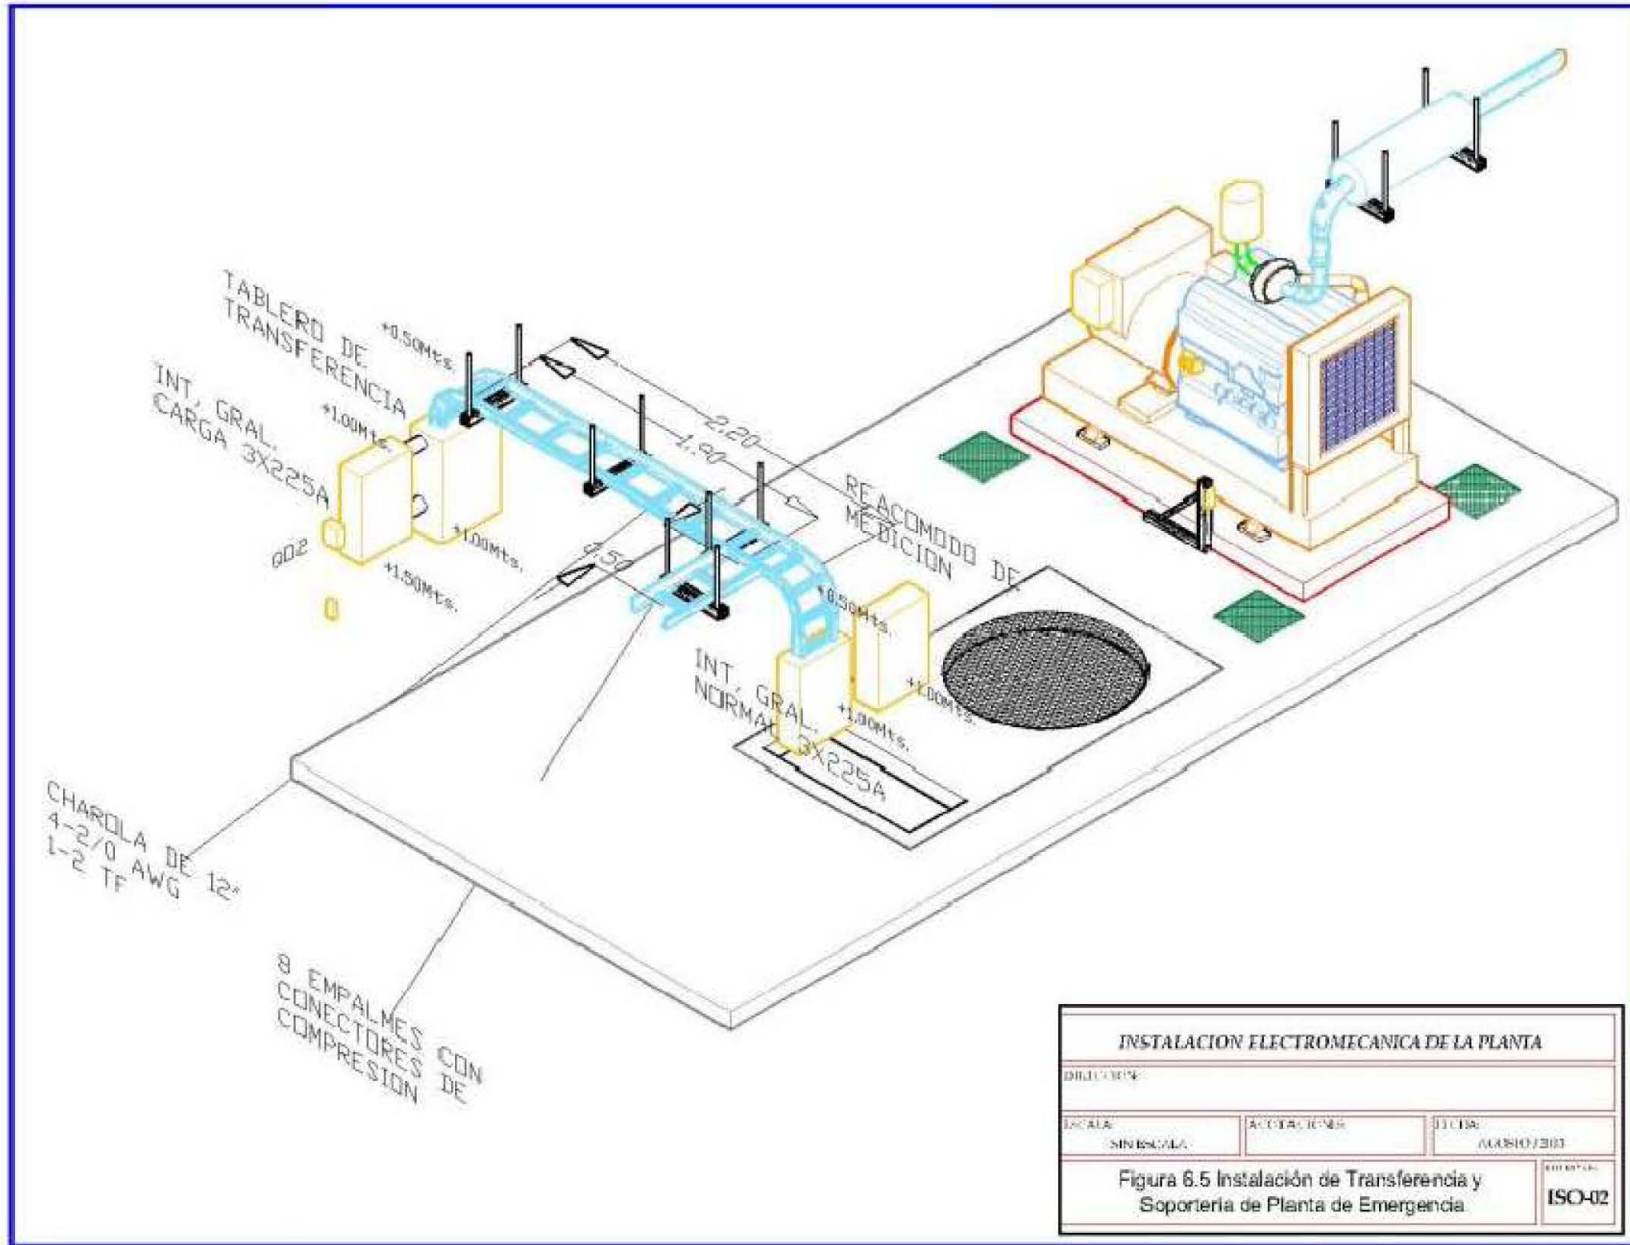 TABLERO DE
TRANSFERENCIA
+0.50Mts.
INT. GRAL.
CARGA 3X225A
+1.00Mts.
QD2
+1.00Mts.
+1.50Mts.
2.20
1.90
0.50
REACOMODO DE
MEDICION
+0.50Mts.
INT. GRAL.
NORMAL 3X225A
+1.00Mts.
+1.00Mts.
CHAROLA DE 12"
4-2/0 AWG
1-2 TF
8 EMPALMES CON
CONECTORES DE
COMPRESION
INSTALACION ELECTROMECANICA DE LA PLANTA
ESCALA:
SIN ESCALA
ACOTACIONES:
FECHA:
Figura 6.5 Instalación de Transferencia y
Soportería de Planta de Emergencia
ISO-02